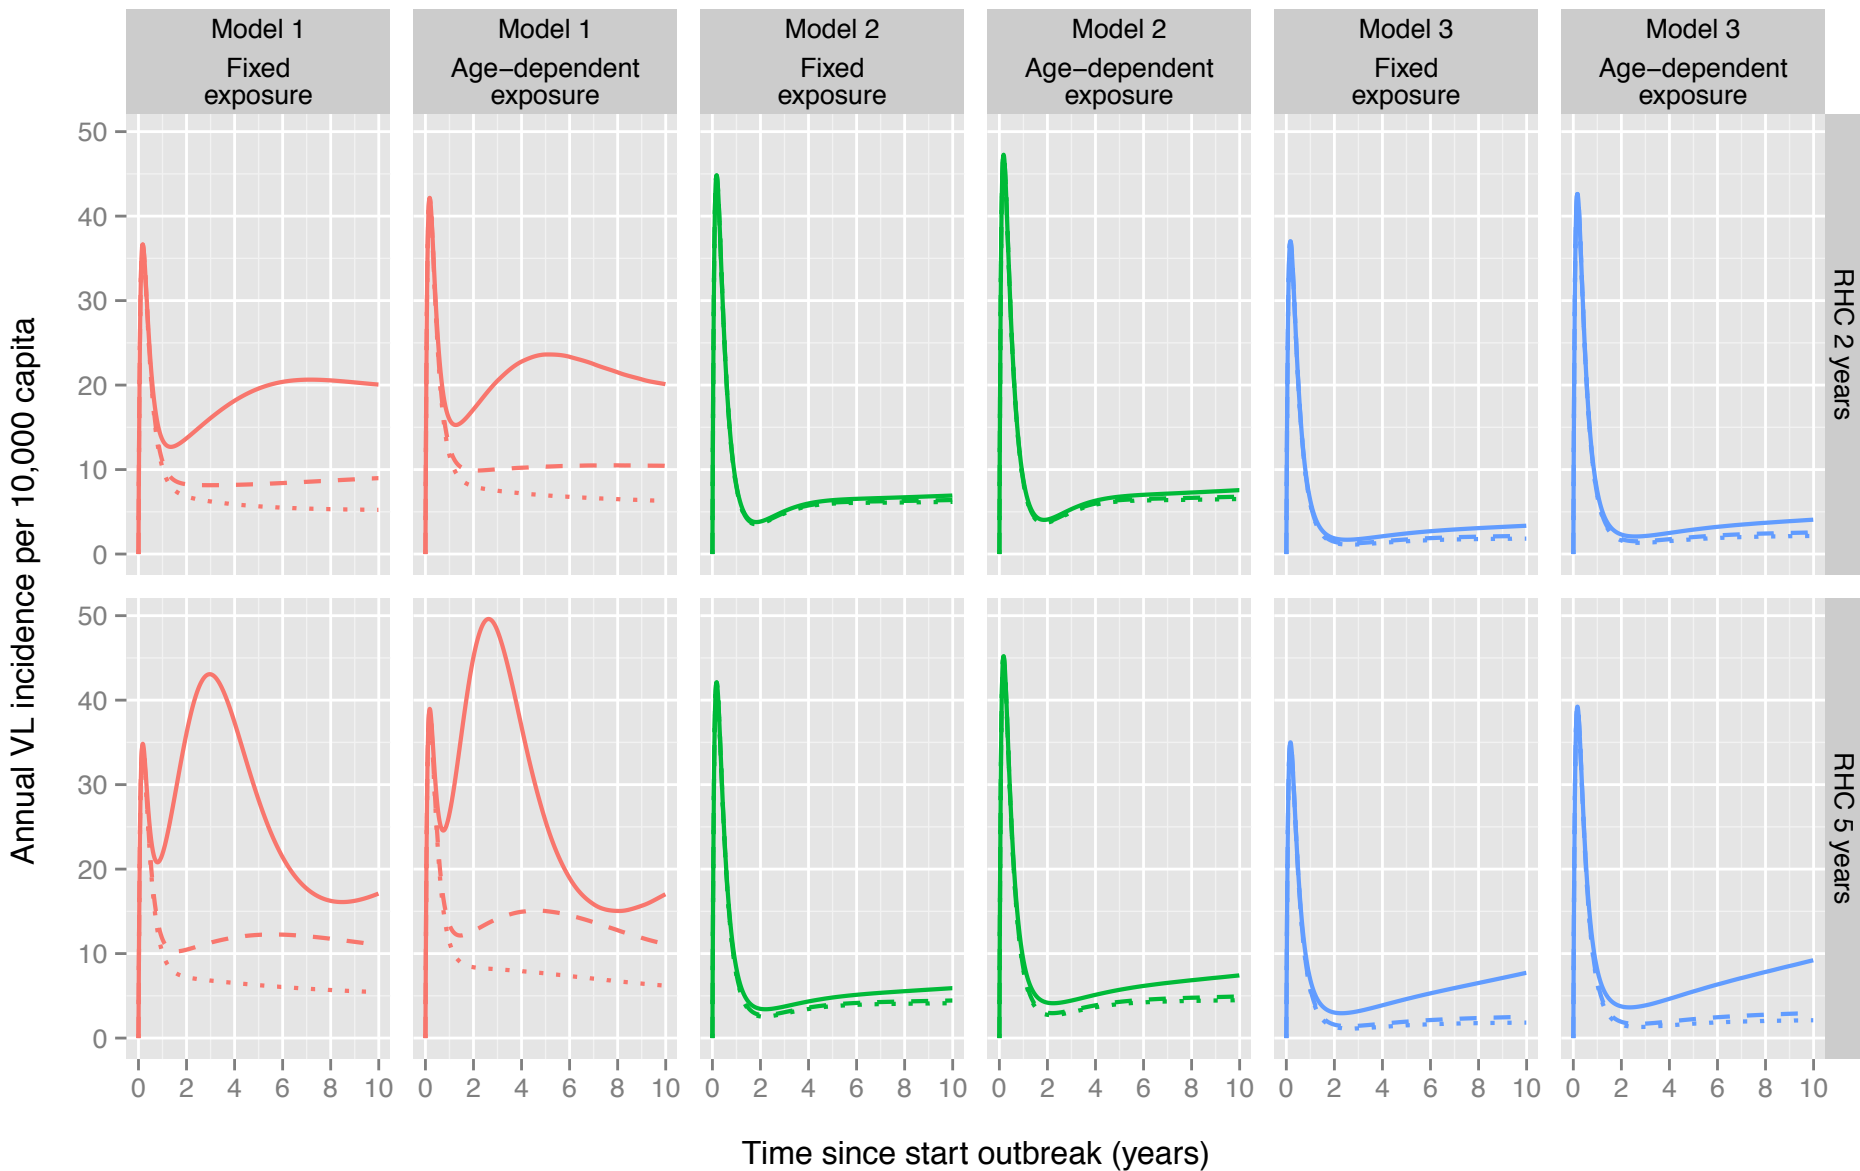 Model 1
Model 1
Model 2
Model 2
Model 3
Model 3
Fixed
exposure
Age−dependent
exposure
Fixed
exposure
Age−dependent
exposure
Fixed
exposure
Age−dependent
exposure
50
40
30
20
10
0
RHC 2 years
50
40
30
20
10
0
RHC 5 years
0 2 4 6 8 10
0 2 4 6 8 10
0 2 4 6 8 10
0 2 4 6 8 10
0 2 4 6 8 10
0 2 4 6 8 10
Annual VL incidence per 10,000 capita
Time since start outbreak (years)